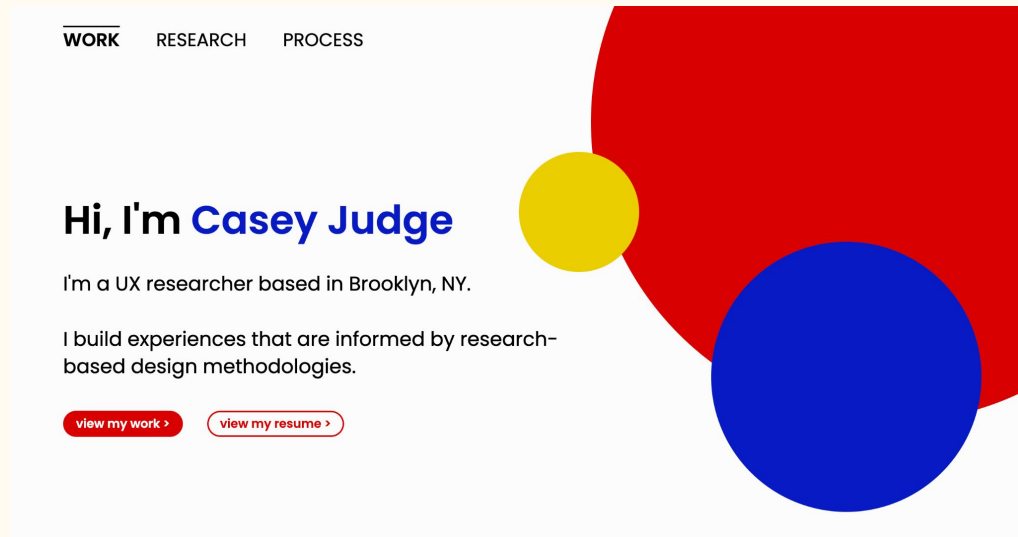 WORK RESEARCH PROCESS
Hi, I'm Casey Judge
I'm a UX researcher based in Brooklyn, NY.
I build experiences that are informed by research-
based design methodologies.
view my work > view my resume >